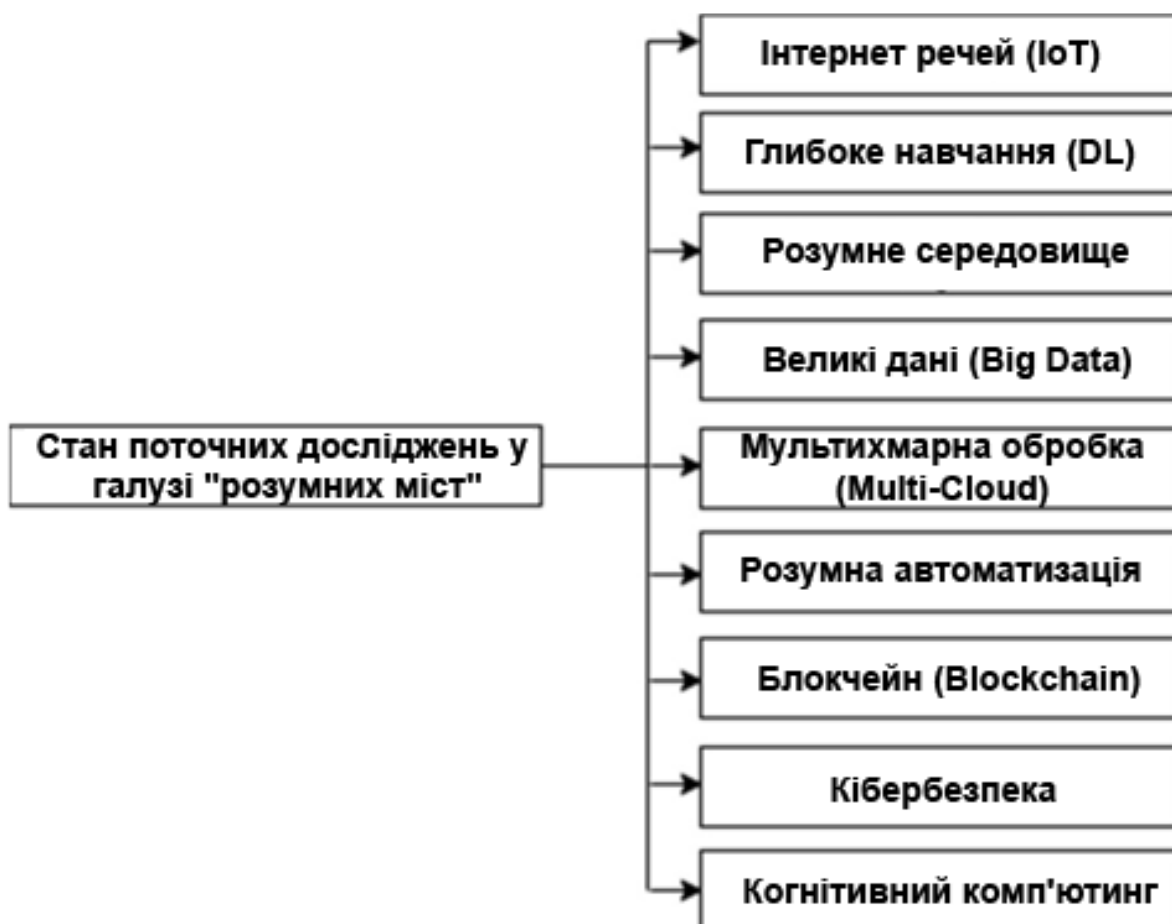 Інтернет речей (IoT)
Глибоке навчання (DL)
Розумне середовище
Великі дані (Big Data)
Стан поточних досліджень у
галузі "розумних міст"
Мультихмарна обробка
(Multi-Cloud)
Розумна автоматизація
Блокчейн (Blockchain)
Кібербезпека
Когнітивний комп'ютинг